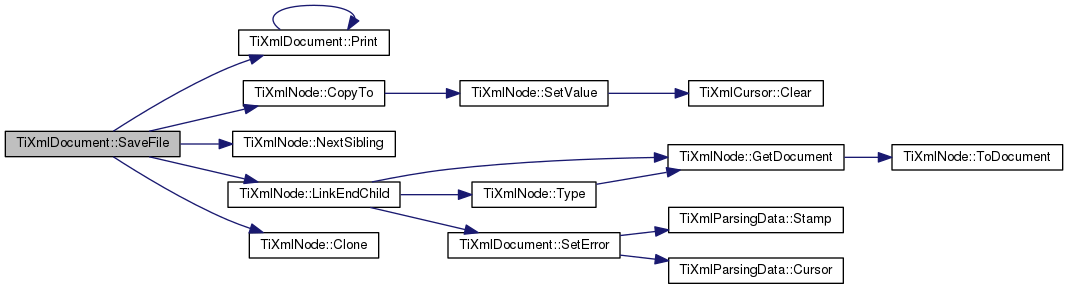 TiXmlDocument::Print
TiXmlNode::CopyTo
TiXmlNode::SetValue
TiXmlCursor::Clear
TiXmlDocument::SaveFile
TiXmlNode::NextSibling
TiXmlNode::GetDocument
TiXmlNode::ToDocument
TiXmlNode::LinkEndChild
TiXmlNode::Type
TiXmlParsingData::Stamp
TiXmlNode::Clone
TiXmlDocument::SetError
TiXmlParsingData::Cursor